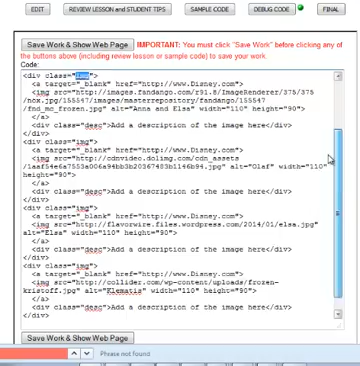 EDIT
REVIEW LESSON and STUDENT TIPS
SAMPLE CODE
DEBUG CODE
FINAL
Save Work & Show Web Page IMPORTANT: You must click "Save Work" before clicking any of
the buttons above (including review lesson or sample code) to save your work.
Code:
<div class="img">
<a target="_blank" href="http://www.Disney.com">
<img src="http://images.fandango.com/r91.8/ImageRenderer/375/375
/nox.jpg/155547/images/masterrepository/fandango/155547
/fnd_mc_frozen.jpg" alt="Anna and Elsa" width="110" height="90">
</a>
<div class="desc">Add a description of the image here</div>
</div>
<div class="img">
<a target="_blank" href="http://www.Disney.com">
<img src="http://cdnvideo.dolimg.com/cdn_assets
alt="Olaf" width="110"
height="90">
</a>
<div class="desc">Add a description of the image here</div>
</div>
<div class="img">
<a target="_blank" href="http://www.Disney.com">
<img src="http://flavorwire.files.wordpress.com/2014/01/elsa.jpg"
alt="Elsa" width="110" height="90">
</a>
<div class="desc">Add a description of the image here</div>
</div>
<div class="img">
<a target="_blank" href="http://www.Disney.com">
<img src="http://collider.com/wp-content/uploads/frozen-
kristoff.jpg" alt="Klematis" width="110" height="90">
</a>
<div class="desc">Add a description of the image here</div>
</div>
Save Work & Show Web Page
Phrase not found